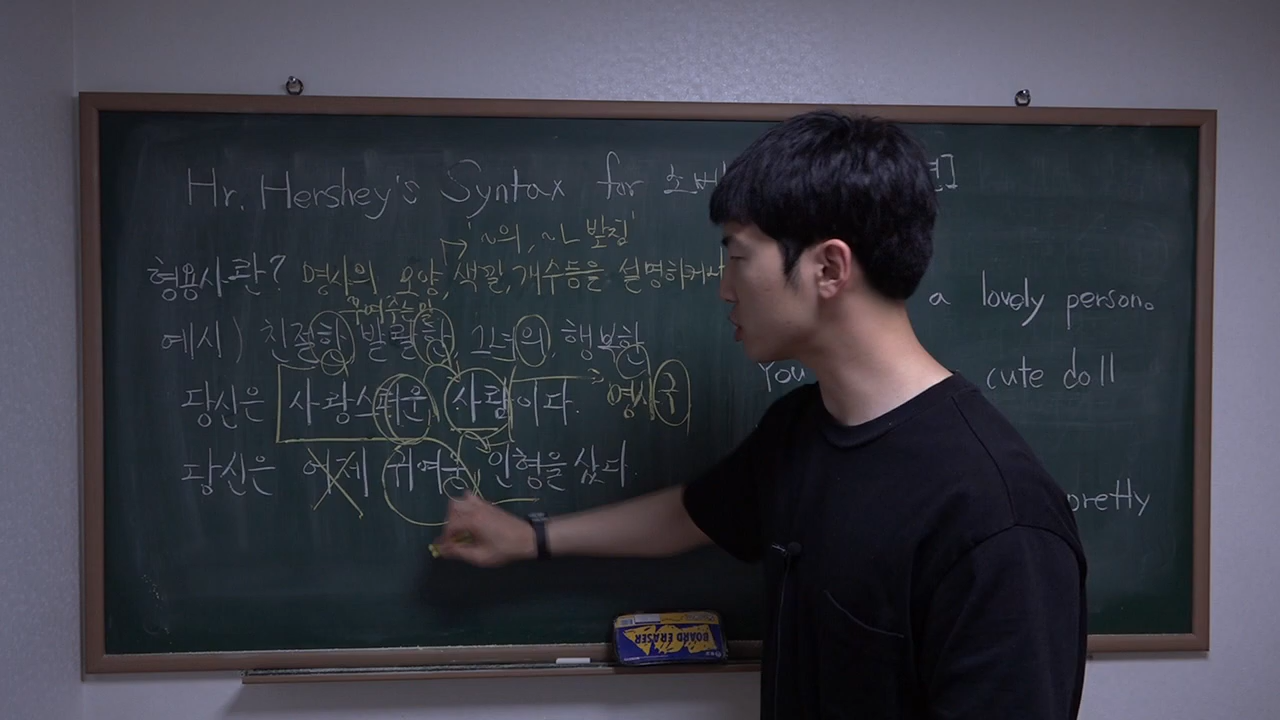 Hr. Hershey's Syntax for 초
'~의, ~ㄴ 받침'
형용사란? 명사의 모양, 색깔, 개수등을 설명하
예시) 친절한 발랄한, 그녀의, 행복한
당신은 사랑스러운 사람이다. 명사구
당신은 어제 귀여운 인형을 샀다.
a lovely person.
You cute doll
pretty
BOARD ERASER